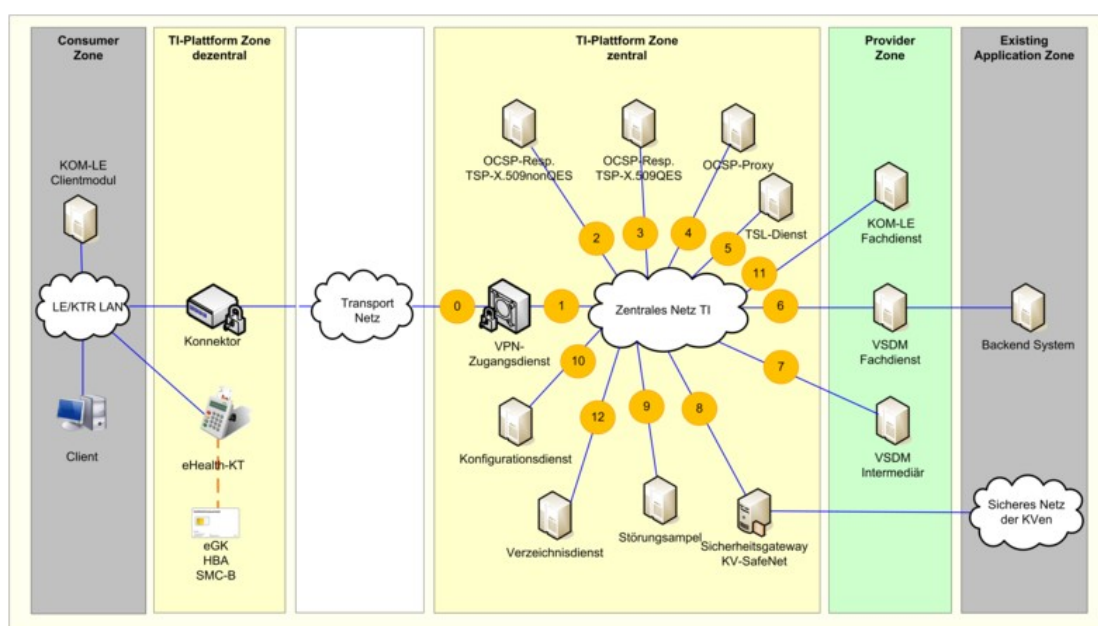 Consumer
Zone
TI-Plattform Zone
dezentral
TI-Plattform Zone
zentral
Provider
Zone
Existing
Application Zone
KOM-LE
Clientmodul
LE/KTR LAN
Client
Konnektor
eHealth-KT
eGK
HBA
SMC-B
Transport
Netz
0
VPN-
Zugangsdienst
1
OCSP-Resp.
TSP-X.509nonQES
OCSP-Resp.
TSP-X.509QES
OCSP-Proxy
TSL-Dienst
2
3
4
5
11
Zentrales Netz TI
6
10
7
12
9
8
Konfigurationsdienst
Verzeichnisdienst
Störungsampel
Sicherheitsgateway
KV-SafeNet
KOM-LE
Fachdienst
VSDM
Fachdienst
VSDM
Intermediär
Backend System
Sicheres Netz
der KVen